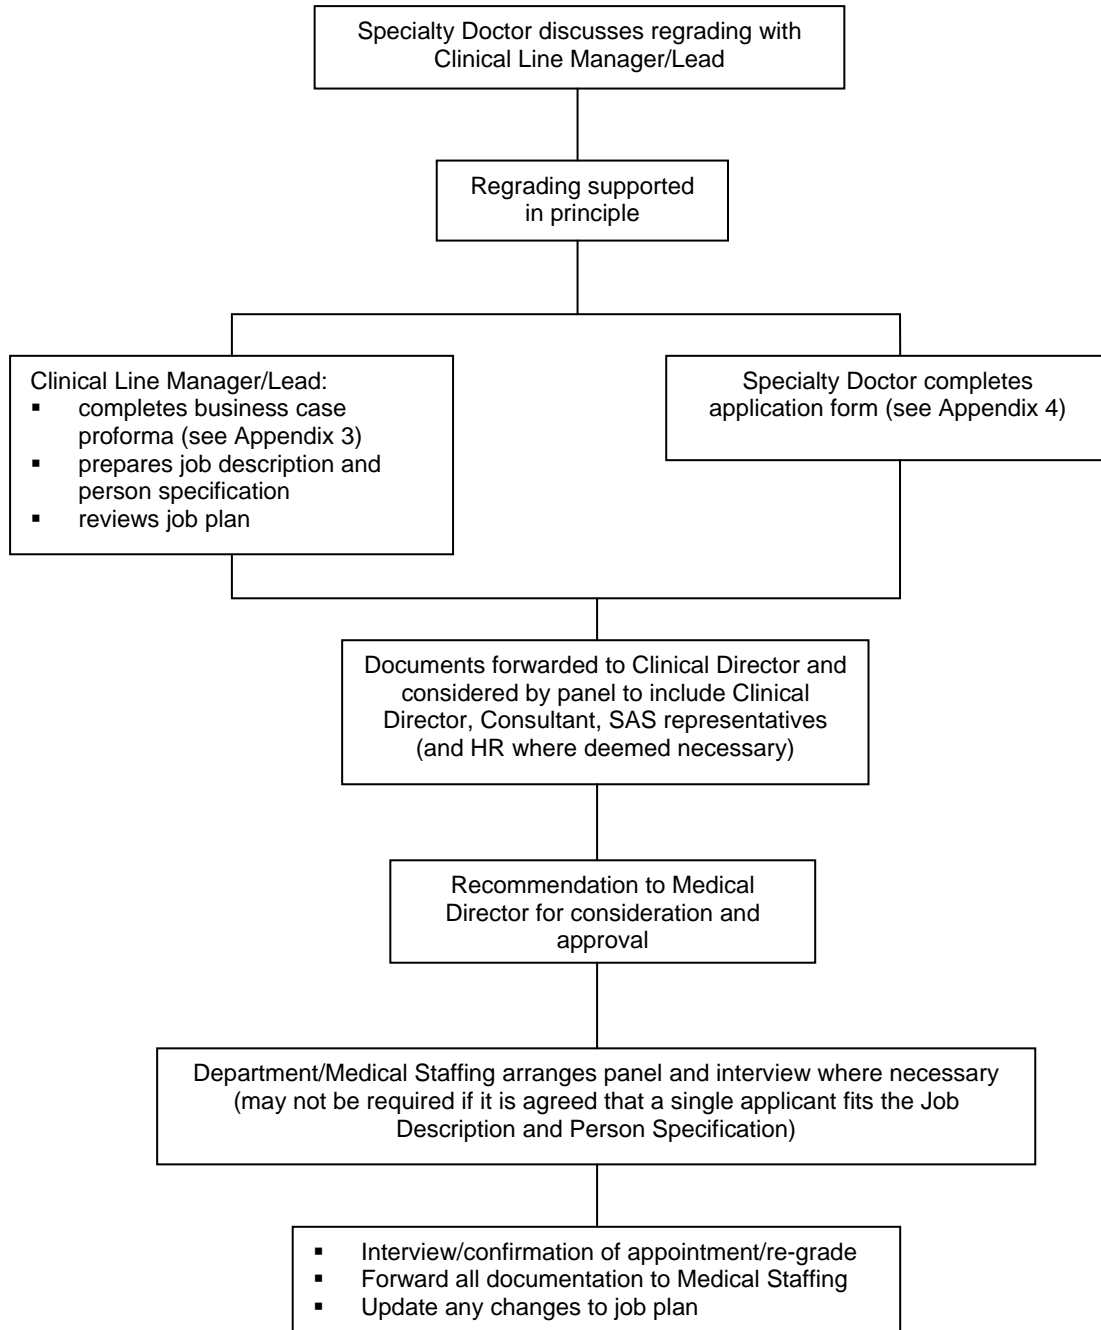 Specialty Doctor discusses regrading with
Clinical Line Manager/Lead
Regrading supported
in principle
Clinical Line Manager/Lead:
▪ completes business case
proforma (see Appendix 3)
▪ prepares job description and
person specification
▪ reviews job plan
Specialty Doctor completes
application form (see Appendix 4)
Documents forwarded to Clinical Director and
considered by panel to include Clinical
Director, Consultant, SAS representatives
(and HR where deemed necessary)
Recommendation to Medical
Director for consideration and
approval
Department/Medical Staffing arranges panel and interview where necessary
(may not be required if it is agreed that a single applicant fits the Job
Description and Person Specification)
▪ Interview/confirmation of appointment/re-grade
▪ Forward all documentation to Medical Staffing
▪ Update any changes to job plan